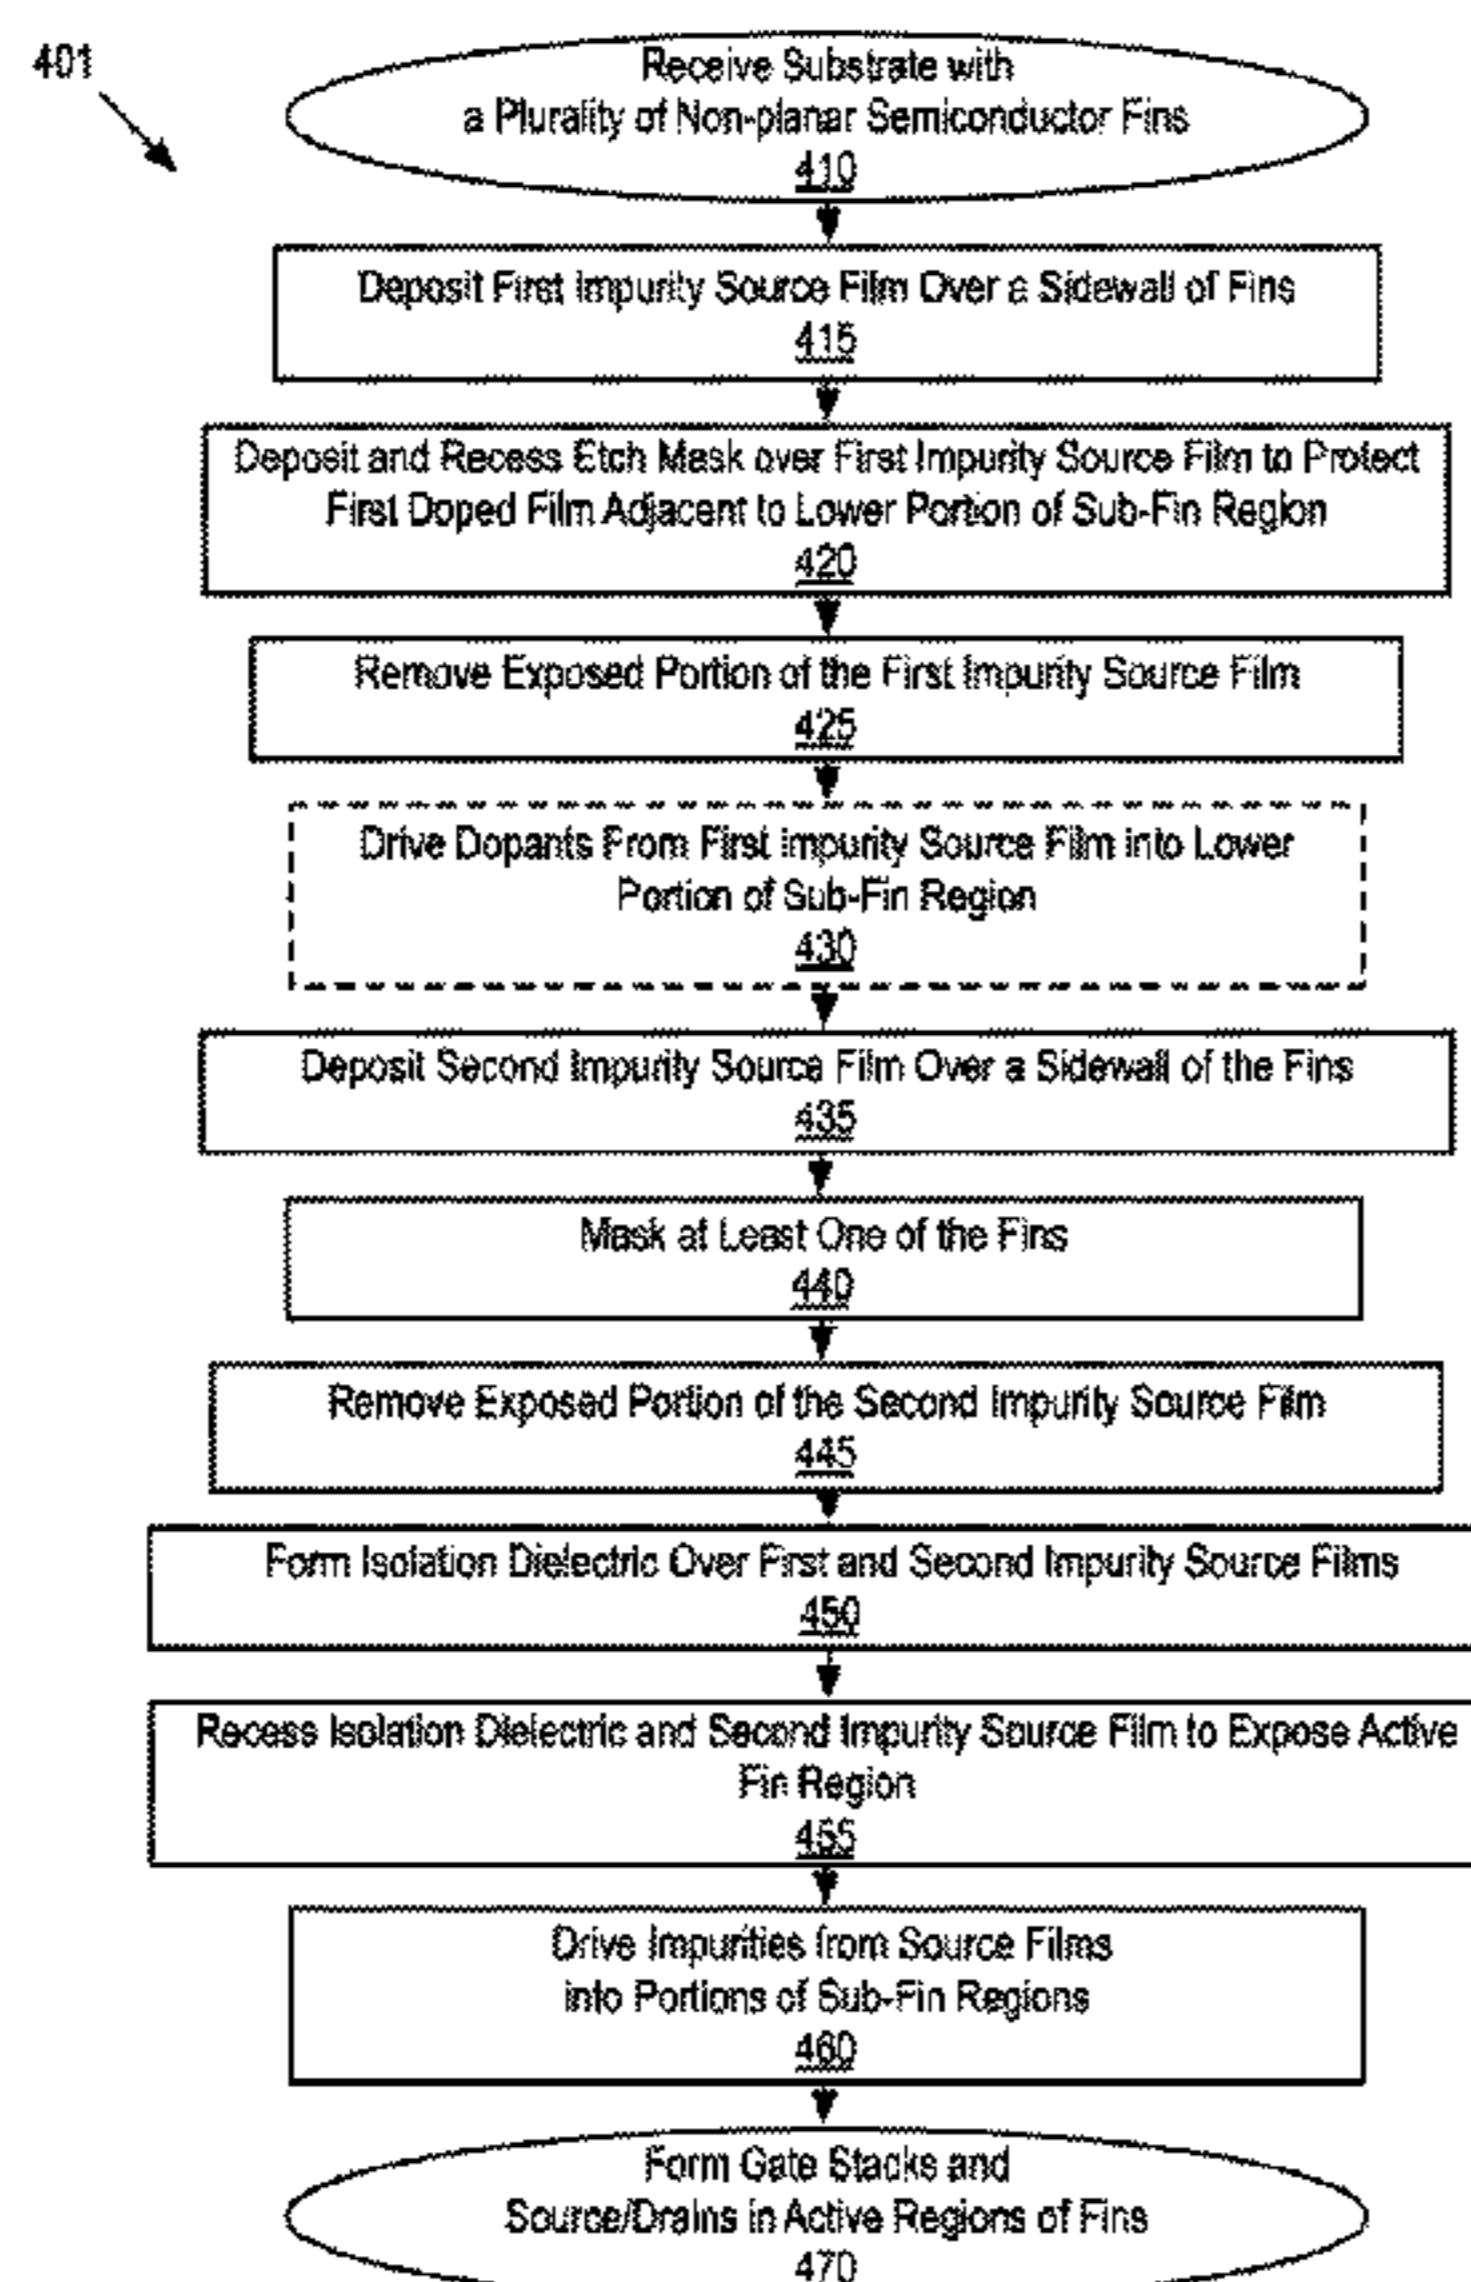 401
Receive Substrate with
a Plurality of Non-planar Semiconductor Fins
410
Deposit First Impurity Source Film Over a Sidewall of Fins
415
Deposit and Recess Etch Mask over First Impurity Source Film to Protect
First Doped Film Adjacent to Lower Portion of Sub-Fin Region
420
Remove Exposed Portion of the First Impurity Source Film
425
Drive Dopants From First Impurity Source Film into Lower
Portion of Sub-Fin Region
430
Deposit Second Impurity Source Film Over a Sidewall of the Fins
435
Mask at Least One of the Fins
440
Remove Exposed Portion of the Second Impurity Source Film
445
Form Isolation Dielectric Over First and Second Impurity Source Films
450
Recess Isolation Dielectric and Second Impurity Source Film to Expose Active
Fin Region
455
Drive Impurities from Source Films
into Portions of Sub-Fin Regions
460
Form Gate Stacks and
Source/Drains in Active Regions of Fins
470